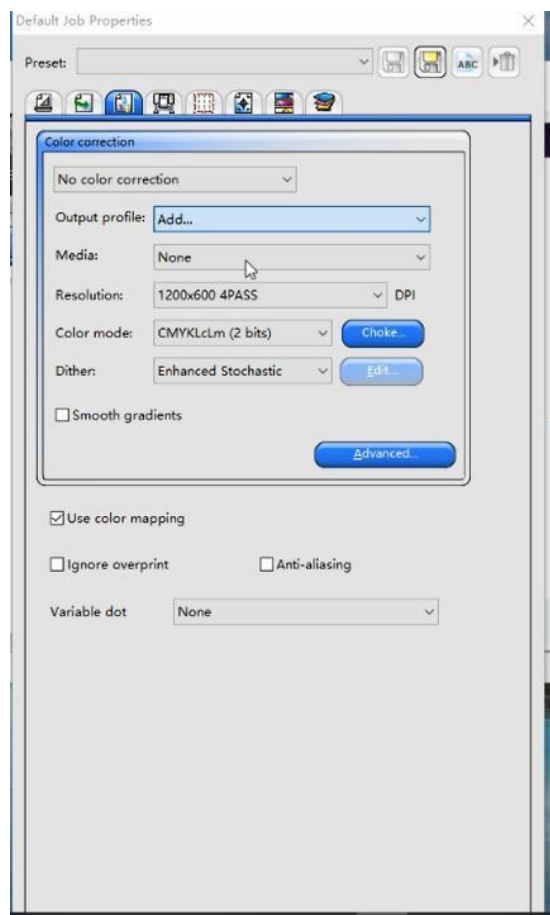 Default Job Properties
Preset:
ABC
Color correction
No color correction
Output profile: Add...
Media: None
Resolution: 1200x600 4PASS DPI
Color mode: CMYKLcLm (2 bits) Choke...
Dither: Enhanced Stochastic Edit...
Smooth gradients
Advanced...
Use color mapping
Ignore overprint Anti-aliasing
Variable dot None